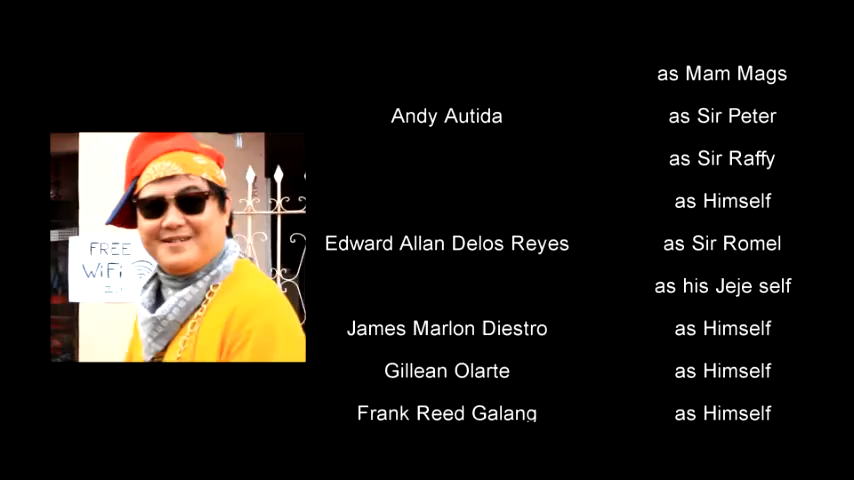 as Mam Mags
Andy Autida as Sir Peter
as Sir Raffy
as Himself
Edward Allan Delos Reyes as Sir Romel
as his Jeje self
James Marlon Diestro as Himself
Gillean Olarte as Himself
Frank Reed Galang as Himself
FREE
WiFi